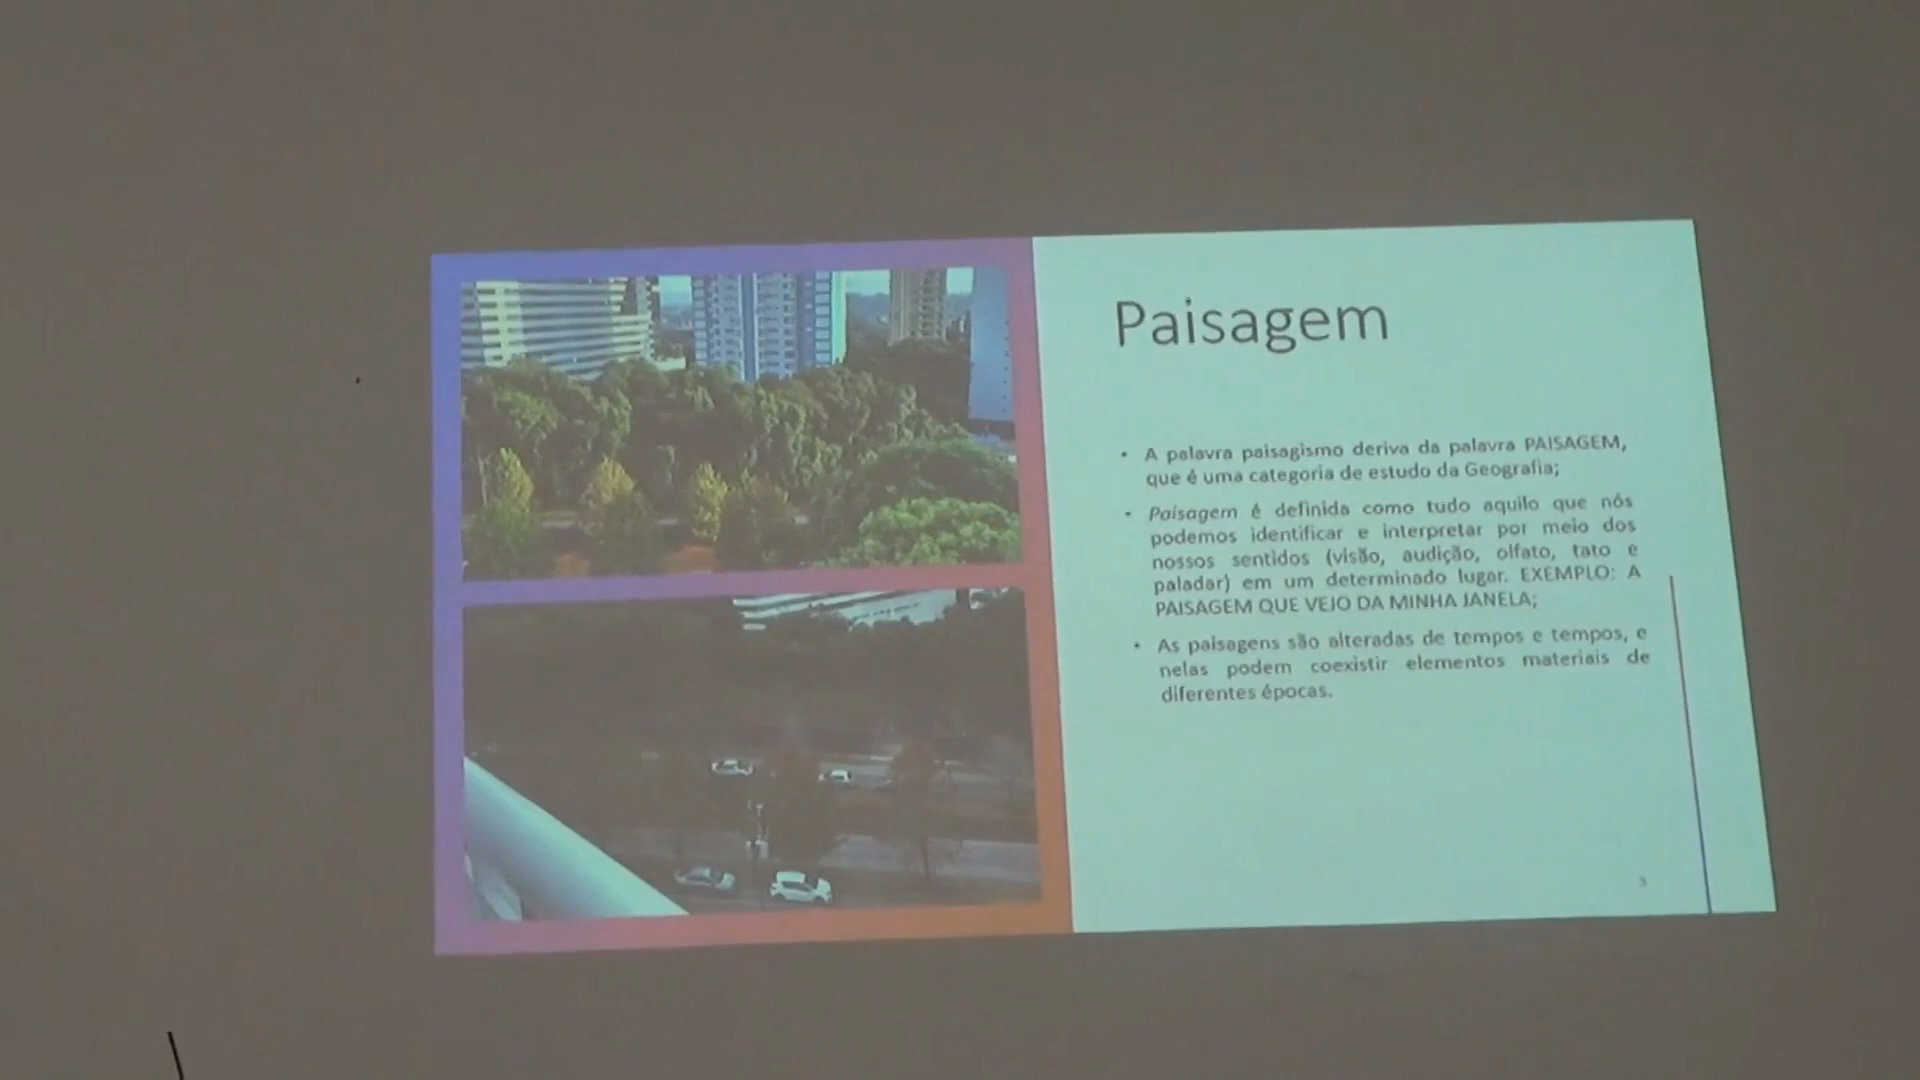 Paisagem
• A palavra paisagismo deriva da palavra PAISAGEM,
que é uma categoria de estudo da Geografia;
• Paisagem é definida como tudo aquilo que nós
podemos identificar e interpretar por meio dos
nossos sentidos (visão, audição, olfato, tato e
paladar) em um determinado lugar. EXEMPLO: A
PAISAGEM QUE VEJO DA MINHA JANELA;
• As paisagens são alteradas de tempos e tempos, e
nelas podem coexistir elementos materiais de
diferentes épocas.